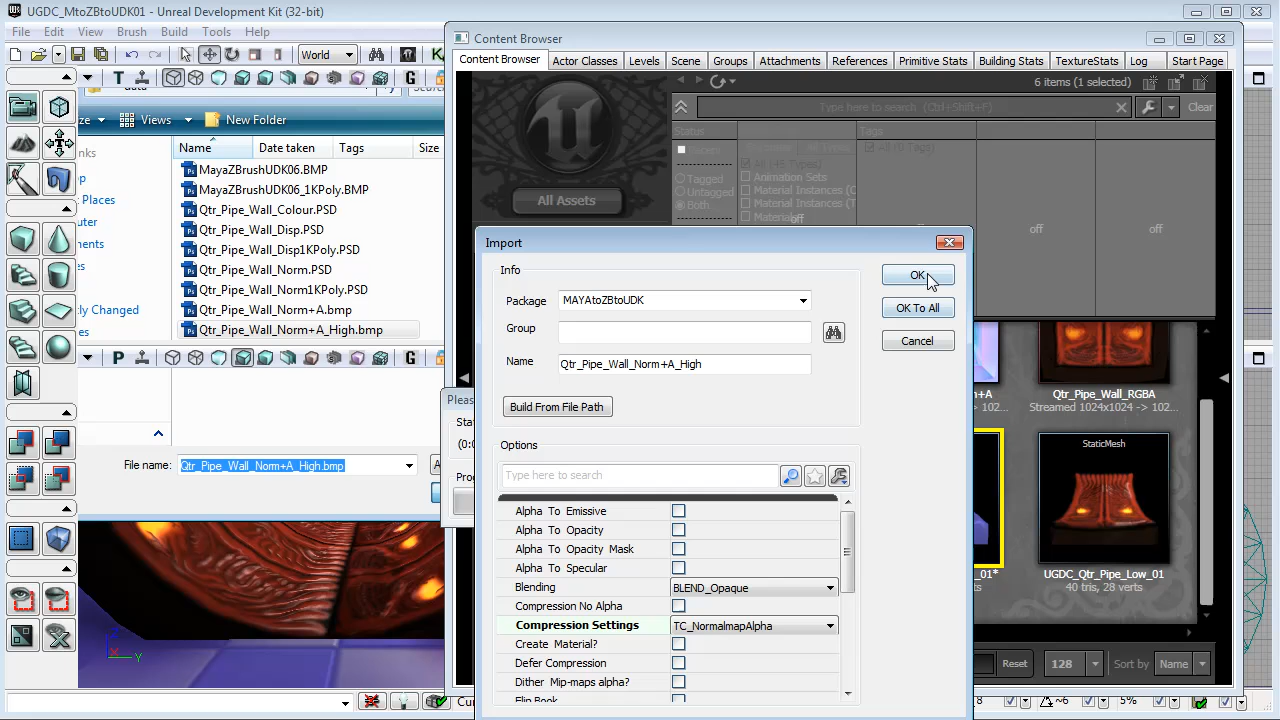 UGDC_MtoZBtoUDK01 - Unreal Development Kit (32-bit)
File Edit View Brush Build Tools Help
World
Views
New Folder
Name Date taken Tags Size
MayaZBrushUDK06.BMP
MayaZBrushUDK06_1KPoly.BMP
Qtr_Pipe_Wall_Colour.PSD
Qtr_Pipe_Wall_Disp.PSD
Qtr_Pipe_Wall_Disp1KPoly.PSD
Qtr_Pipe_Wall_Norm.PSD
Qtr_Pipe_Wall_Norm1KPoly.PSD
Qtr_Pipe_Wall_Norm+A.bmp
Qtr_Pipe_Wall_Norm+A_High.bmp
File name: Qtr_Pipe_Wall_Norm+A_High.bmp
Content Browser
Content Browser Actor Classes Levels Scene Groups Attachments References Primitive Stats Building Stats TextureStats Log Start Page
6 items (1 selected)
Type here to search (Ctrl+Shift+F)
Clear
Status
Tags
Tagged
Untagged
Both
All (0 Tags)
Animation Sets
Material Instances (C
Material Instances (T
off
off
off
All Assets
Import
Info
Package MAYAtoZBtoUDK
Group
Name Qtr_Pipe_Wall_Norm+A_High
Build From File Path
OK
OK To All
Cancel
Options
Type here to search
Alpha To Emissive
Alpha To Opacity
Alpha To Opacity Mask
Alpha To Specular
Blending BLEND_Opaque
Compression No Alpha
Compression Settings TC_NormalmapAlpha
Create Material?
Defer Compression
Dither Mip-maps alpha?
Flip Book
Qtr_Pipe_Wall_RGBA
Streamed 1024x1024 -> 102...
StaticMesh
UGDC_Qtr_Pipe_Low_01
40 tris, 28 verts
Reset 128 Sort by Name
5%